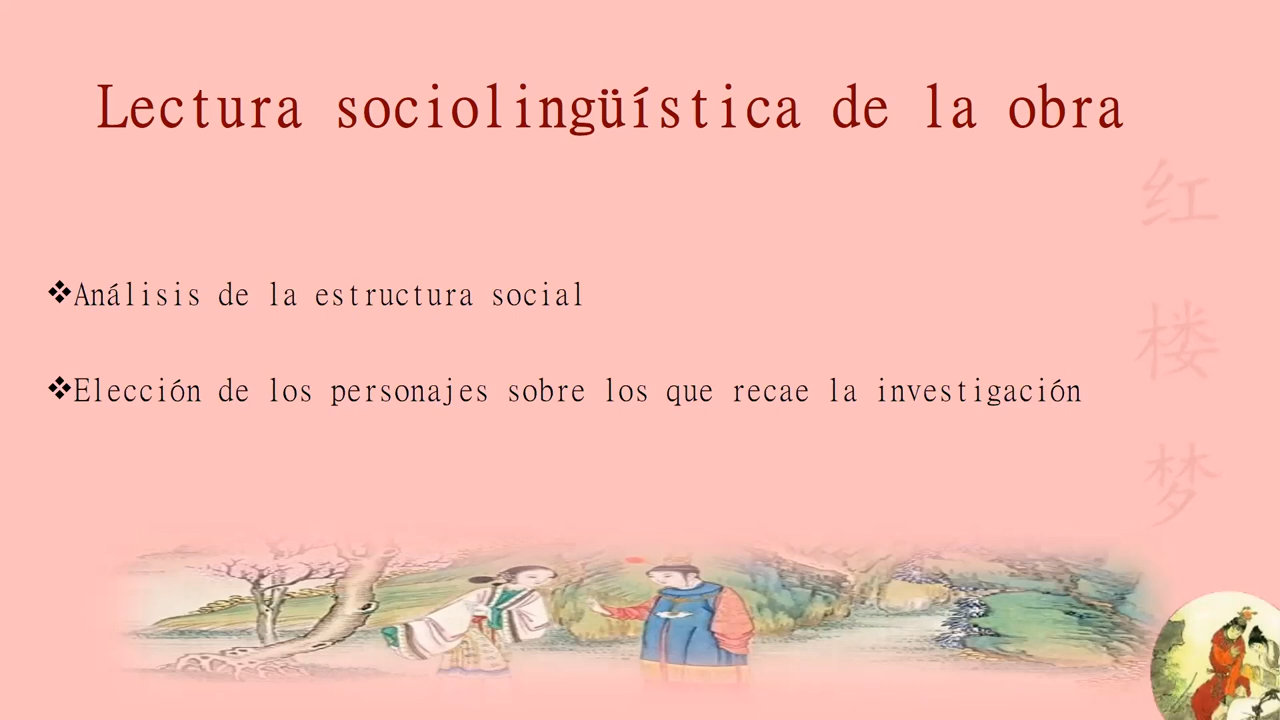 Lectura sociolingüística de la obra
❖Análisis de la estructura social
❖Elección de los personajes sobre los que recae la investigación
红
楼
梦